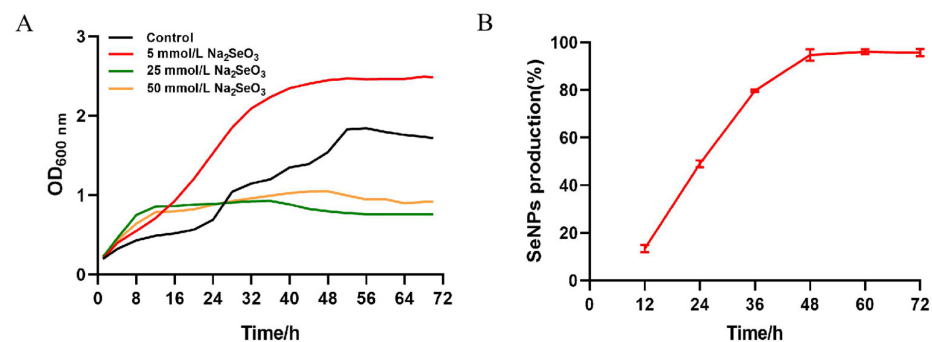 A
Control
5 mmol/L Na₂SeO₃
25 mmol/L Na₂SeO₃
50 mmol/L Na₂SeO₃
OD₆₀₀ ₙₘ
3
2
1
0
0 8 16 24 32 40 48 56 64 72
Time/h
B
SeNPs production(%)
100
80
60
40
20
0
0 12 24 36 48 60 72
Time/h